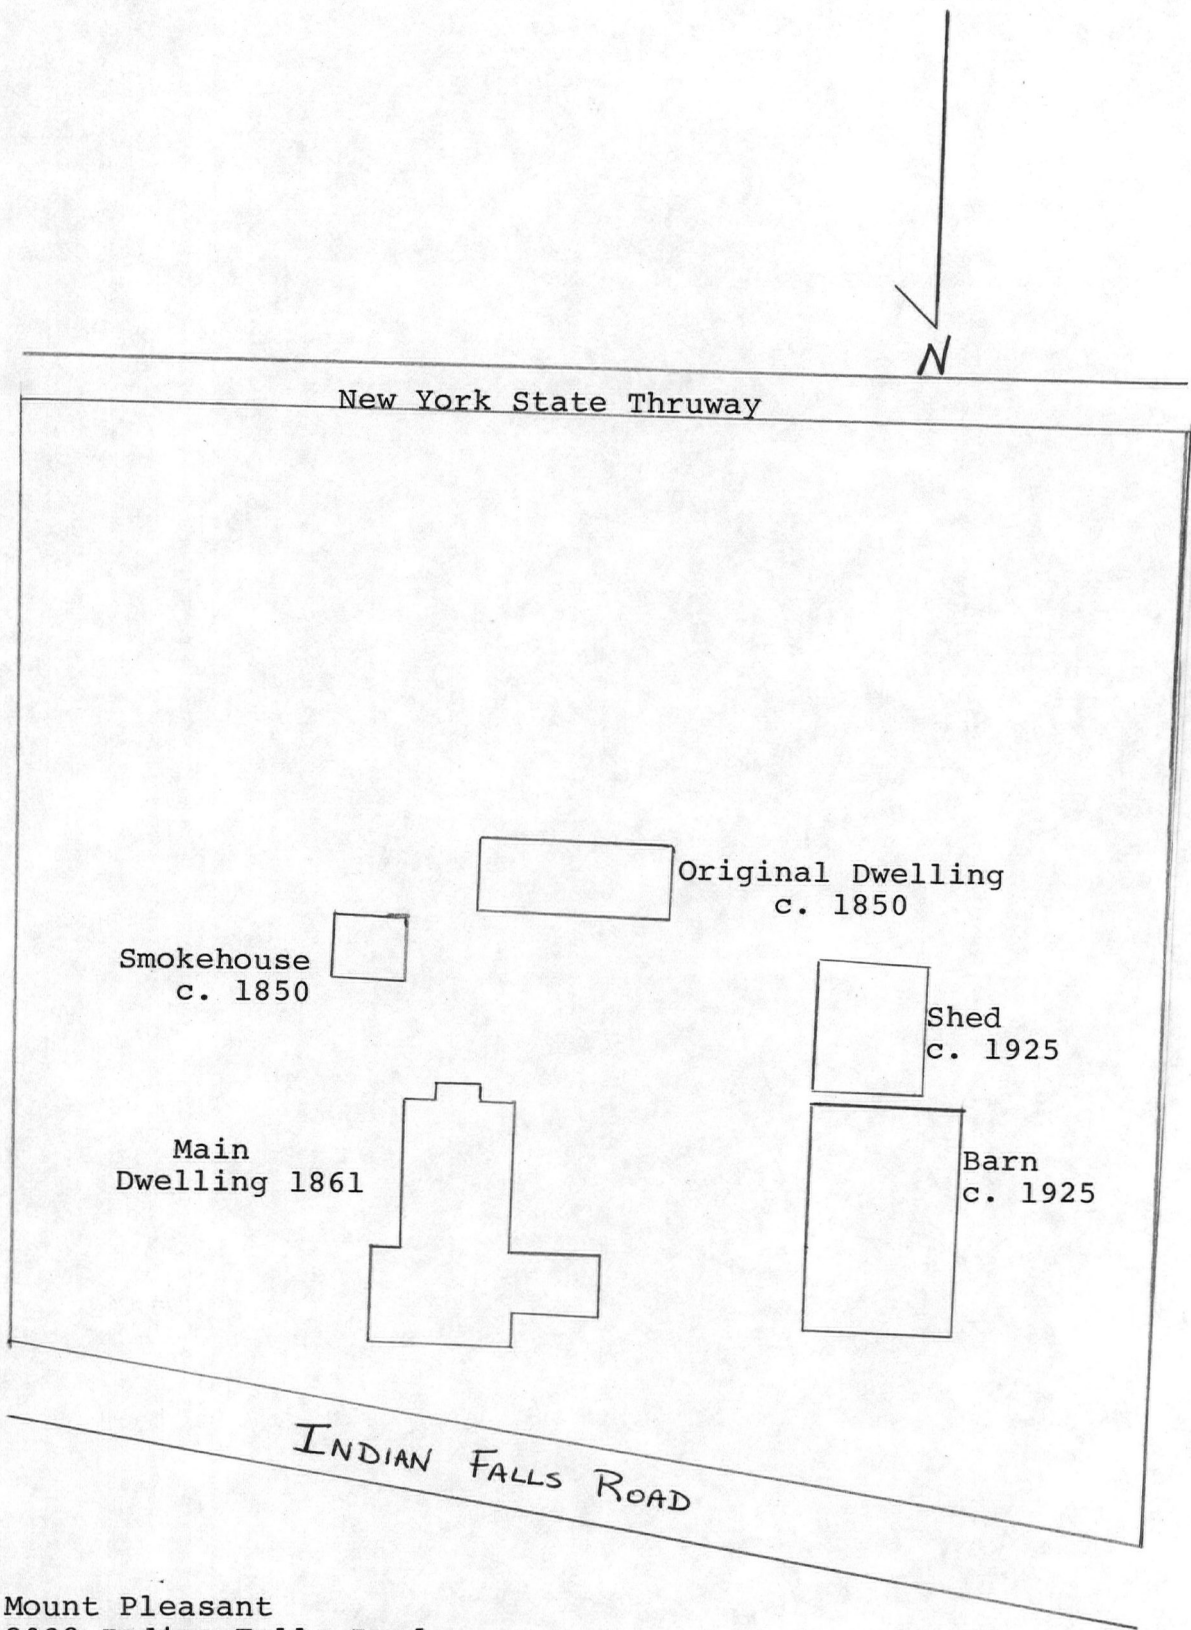 N
New York State Thruway
Original Dwelling
c. 1850
Smokehouse
c. 1850
Shed
c. 1925
Main
Dwelling 1861
Barn
c. 1925
INDIAN FALLS ROAD
Mount Pleasant